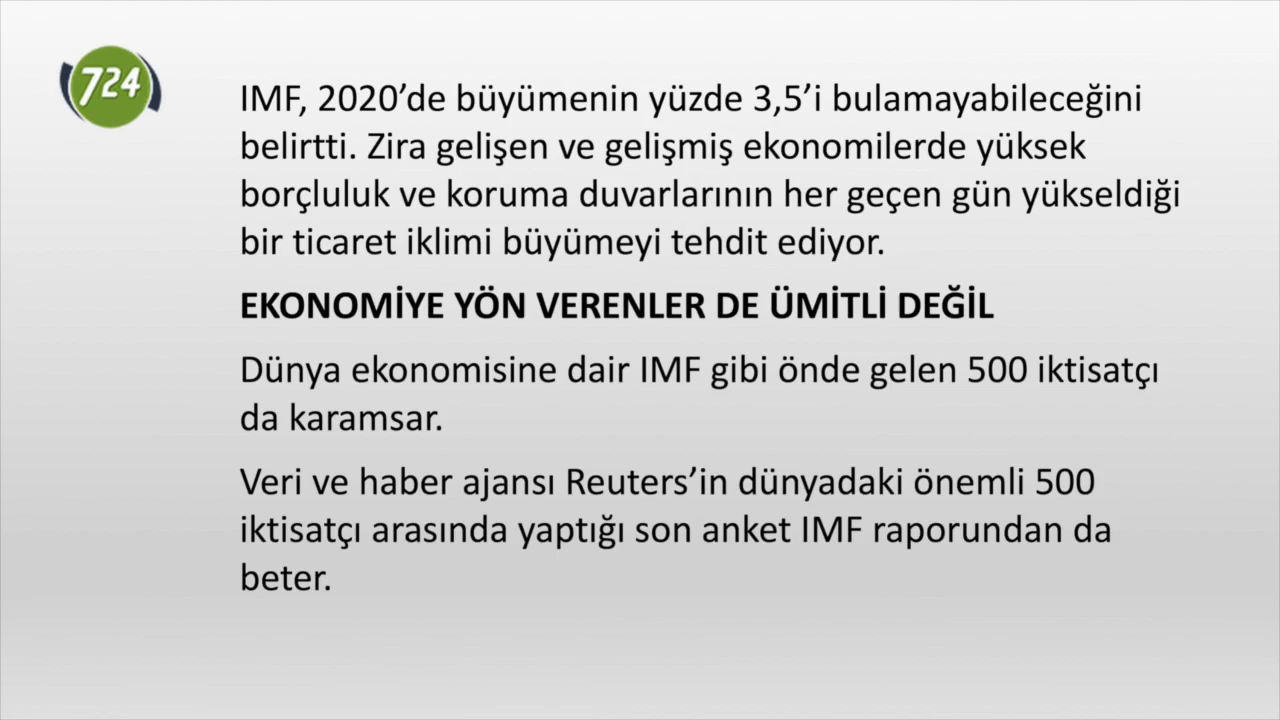 724
IMF, 2020’de büyümenin yüzde 3,5’i bulamayabileceğini
belirtti. Zira gelişen ve gelişmiş ekonomilerde yüksek
borçluluk ve koruma duvarlarının her geçen gün yükseldiği
bir ticaret iklimi büyümeyi tehdit ediyor.
EKONOMİYE YÖN VERENLER DE ÜMİTLİ DEĞİL
Dünya ekonomisine dair IMF gibi önde gelen 500 iktisatçı
da karamsar.
Veri ve haber ajansı Reuters’in dünyadaki önemli 500
iktisatçı arasında yaptığı son anket IMF raporundan da
beter.